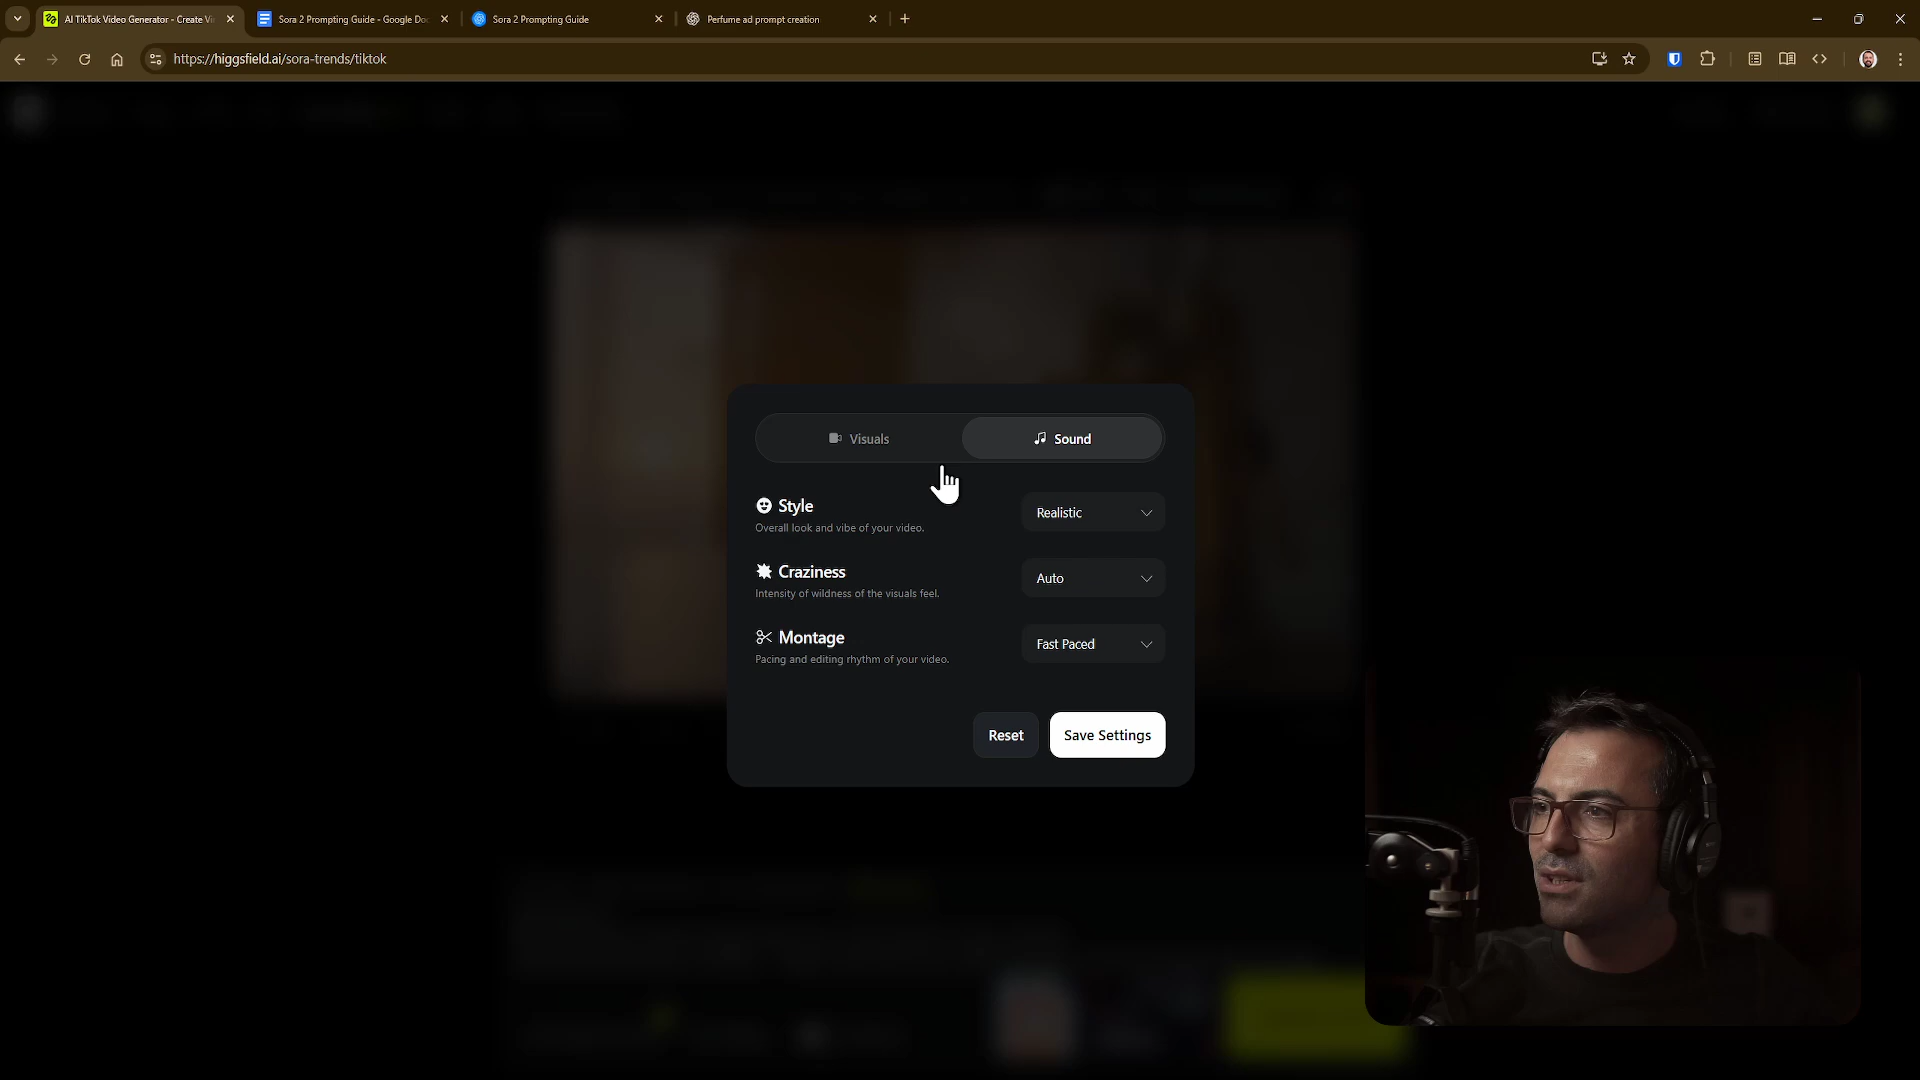 AI TikTok Video Generator - Create Vi
Sora 2 Prompting Guide - Google Do
Sora 2 Prompting Guide
Perfume ad prompt creation
https://higgsfield.ai/sora-trends/tiktok
Visuals
Sound
Style
Realistic
Overall look and vibe of your video.
Craziness
Auto
Intensity of wildness of the visuals feel.
Montage
Fast Paced
Pacing and editing rhythm of your video.
Reset
Save Settings